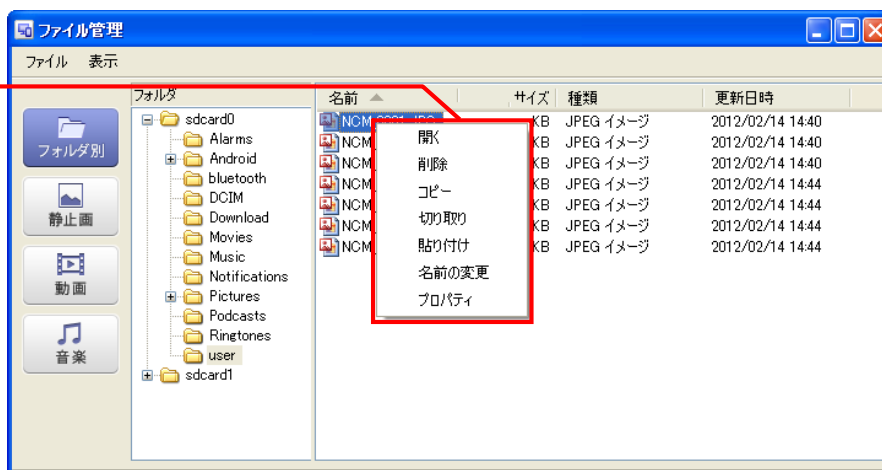 ファイル管理
ファイル 表示
フォルダ別
静止画
動画
音楽
フォルダ
sdcard0
Alarms
Android
bluetooth
DCIM
Download
Movies
Music
Notifications
Pictures
Podcasts
Ringtones
user
sdcard1
名前 サイズ 種類 更新日時
KB JPEG イメージ 2012/02/14 14:40
NCM KB JPEG イメージ 2012/02/14 14:40
NCM KB JPEG イメージ 2012/02/14 14:40
NCM KB JPEG イメージ 2012/02/14 14:44
NCM KB JPEG イメージ 2012/02/14 14:44
NCM KB JPEG イメージ 2012/02/14 14:44
NCM KB JPEG イメージ 2012/02/14 14:44
開く
削除
コピー
切り取り
貼り付け
名前の変更
プロパティ